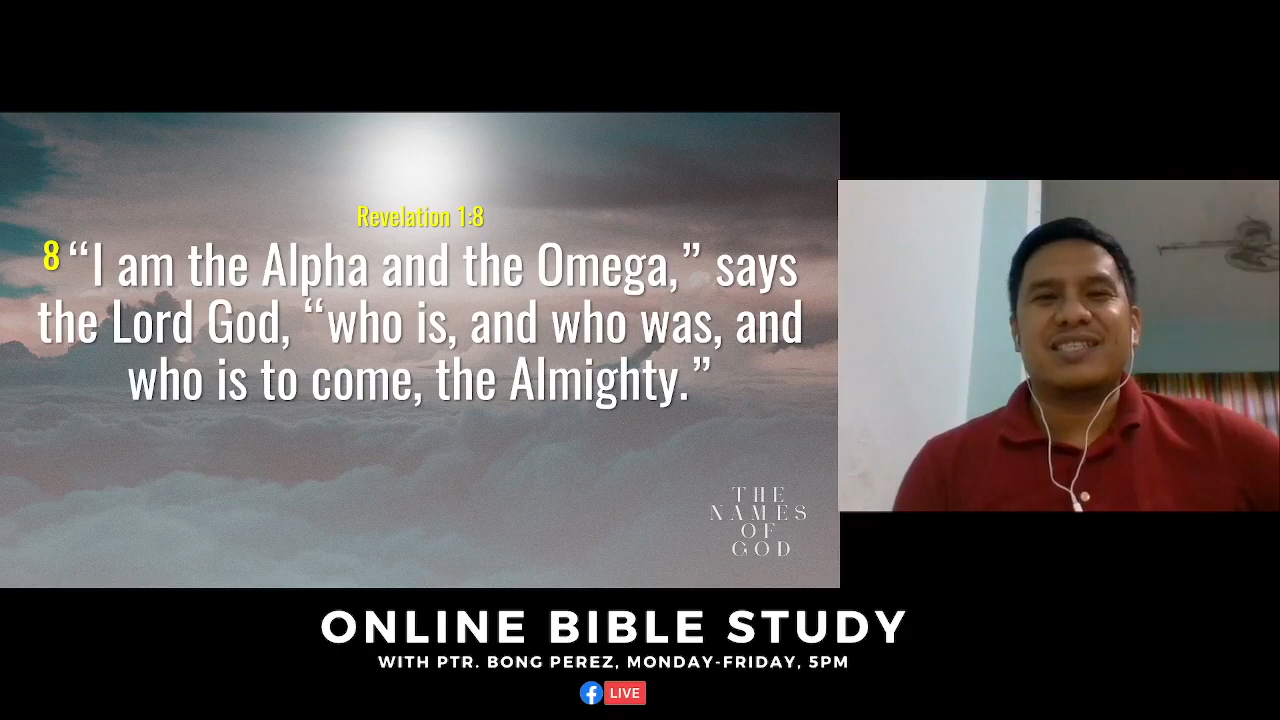 Revelation 1:8
8 “I am the Alpha and the Omega,” says
the Lord God, “who is, and who was, and
who is to come, the Almighty.”
THE
NAMES
OF
GOD
ONLINE BIBLE STUDY
WITH PTR. BONG PEREZ, MONDAY-FRIDAY, 5PM
LIVE